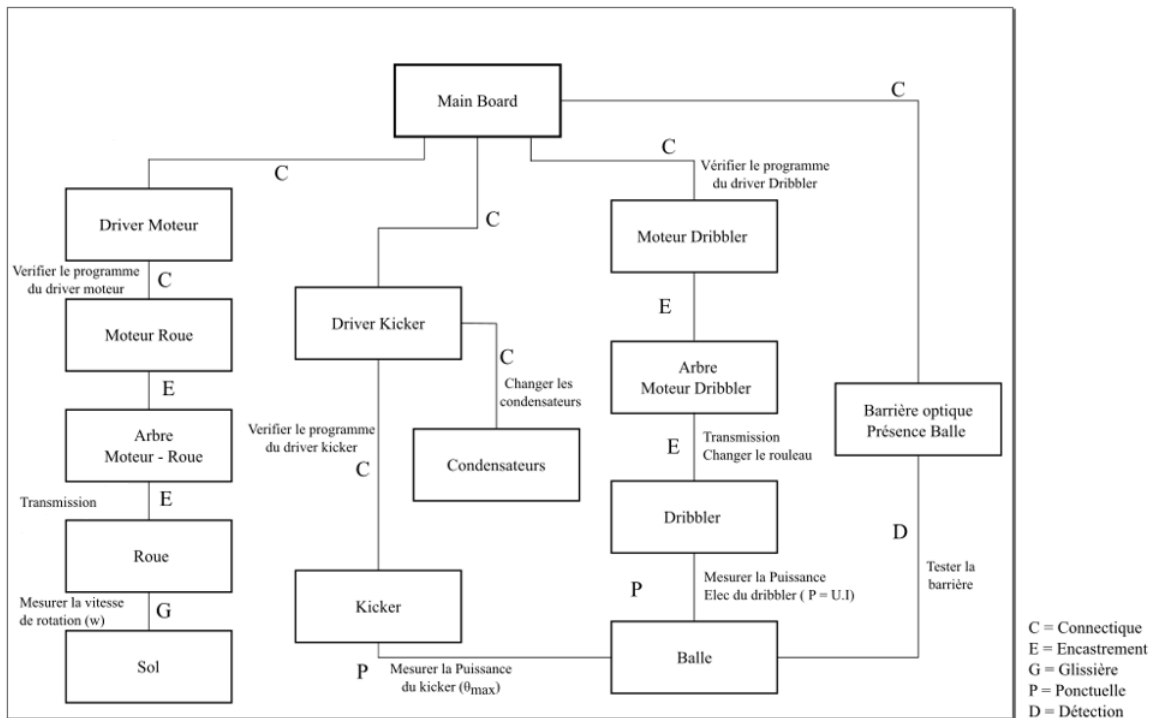 Main Board
C
C
C
C
Vérifier le programme
du driver Dribbler
Driver Moteur
Moteur Dribbler
Verifier le programme
du driver moteur
C
E
Driver Kicker
Moteur Roue
C
Changer les
condensateurs
E
Arbre
Moteur Dribbler
Barrière optique
Présence Balle
Arbre
Moteur - Roue
Verifier le programme
du driver kicker
C
Condensateurs
E
Transmission
Changer le rouleau
Transmission
E
Dribbler
D
Roue
Tester la
barrière
P
Mesurer la Puissance
Elec du dribbler ( P = U.I)
Kicker
Mesurer la vitesse
de rotation (w)
G
Sol
Balle
P
Mesurer la Puissance
du kicker (θmax)
C = Connectique
E = Encastrement
G = Glissière
P = Ponctuelle
D = Détection